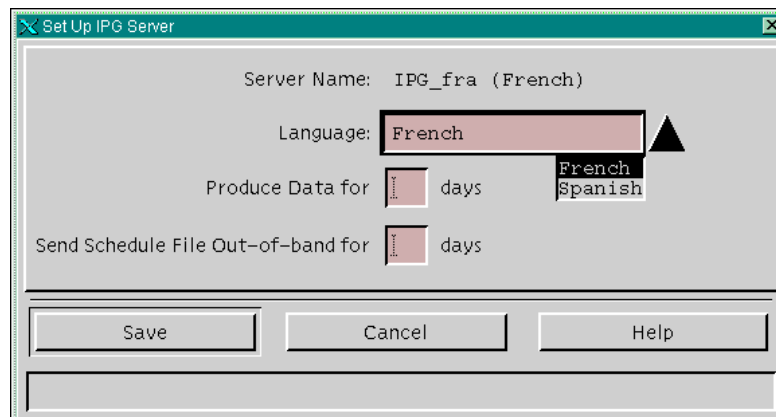 Set Up IPG Server
Server Name: IPG_fra (French)
Language: French
French
Spanish
Produce Data for days
Send Schedule File Out-of-band for days
Save Cancel Help